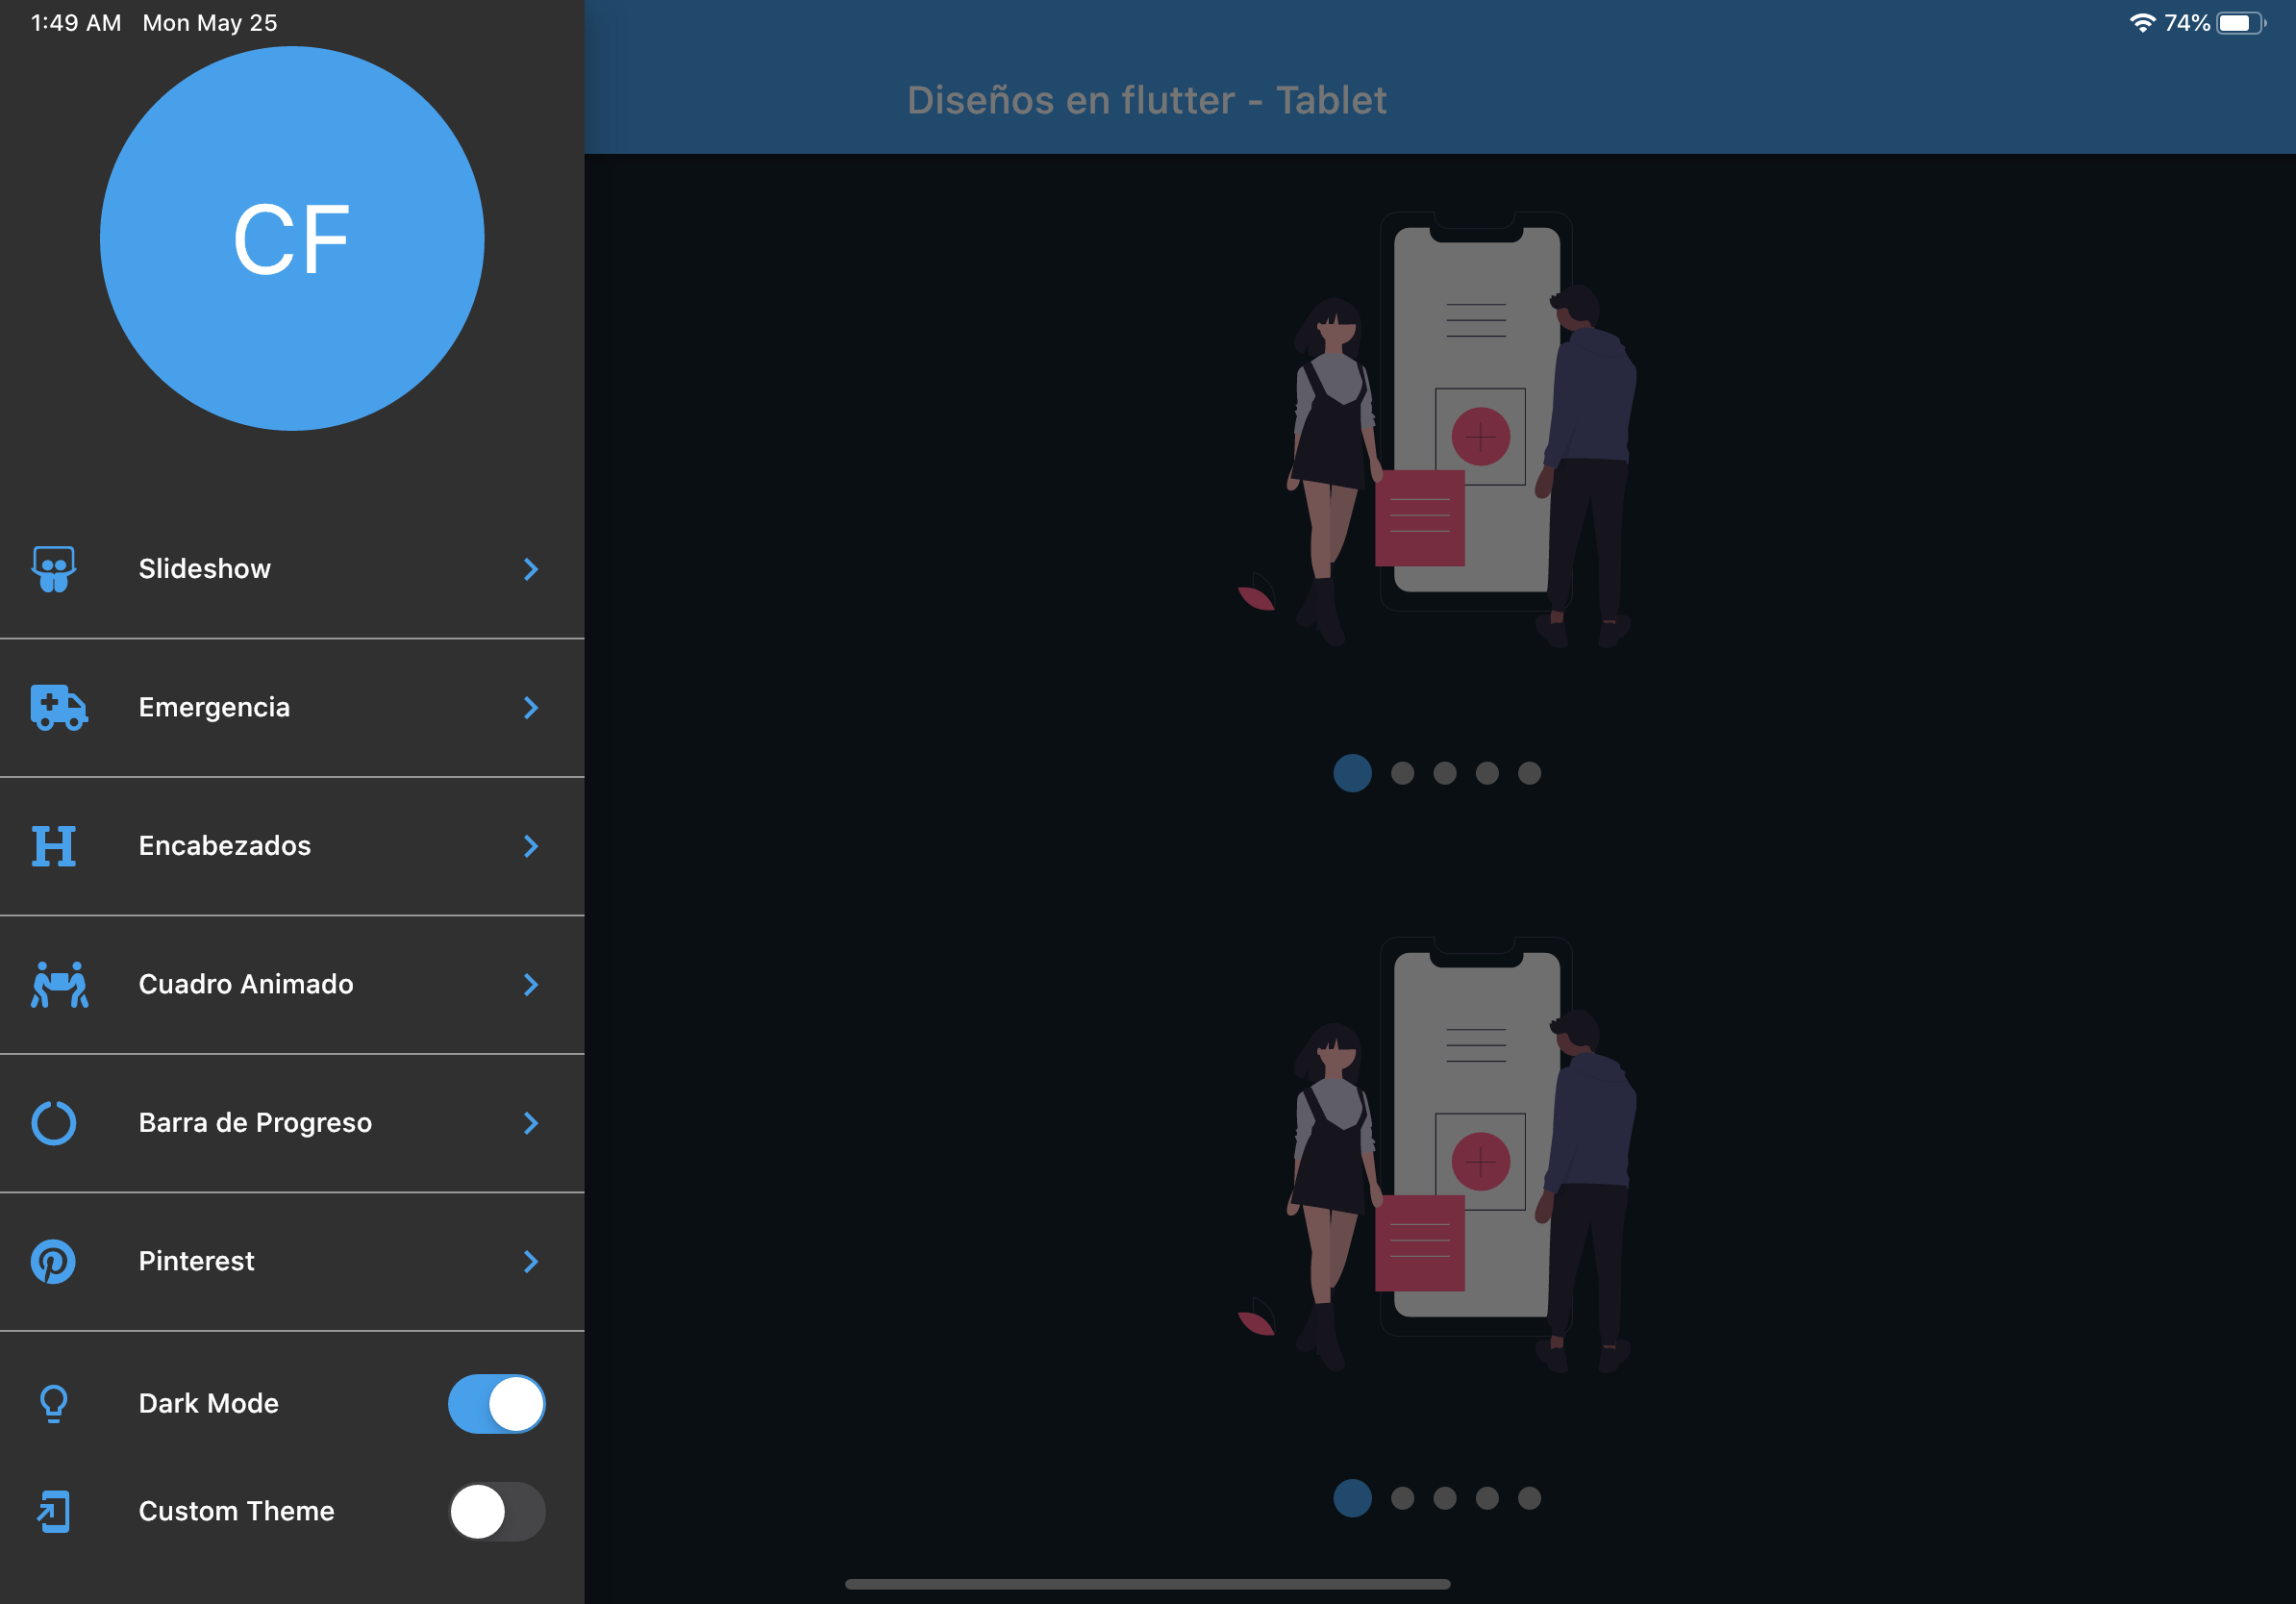 1:49 AM Mon May 25
74%
Diseños en flutter - Tablet
CF
Slideshow
Emergencia
Encabezados
Cuadro Animado
Barra de Progreso
Pinterest
Dark Mode
Custom Theme